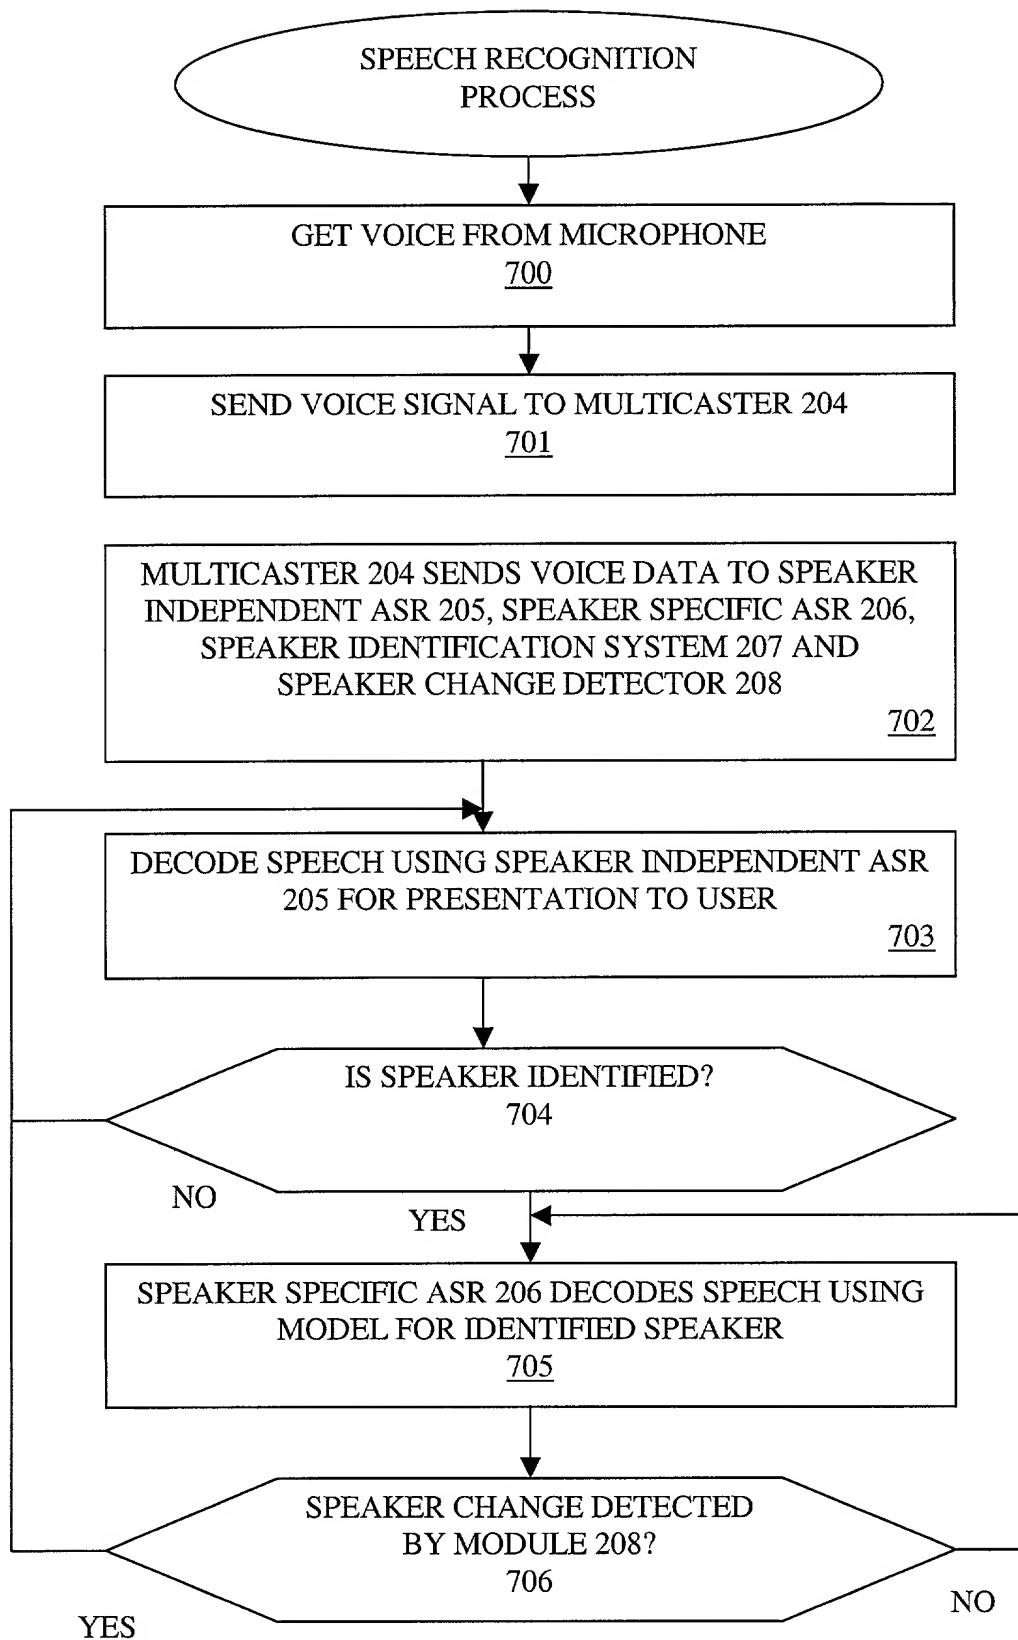 SPEECH RECOGNITION
PROCESS
GET VOICE FROM MICROPHONE
700
SEND VOICE SIGNAL TO MULTICASTER 204
701
MULTICASTER 204 SENDS VOICE DATA TO SPEAKER
INDEPENDENT ASR 205, SPEAKER SPECIFIC ASR 206,
SPEAKER IDENTIFICATION SYSTEM 207 AND
SPEAKER CHANGE DETECTOR 208
702
DECODE SPEECH USING SPEAKER INDEPENDENT ASR
205 FOR PRESENTATION TO USER
703
IS SPEAKER IDENTIFIED?
704
NO
YES
SPEAKER SPECIFIC ASR 206 DECODES SPEECH USING
MODEL FOR IDENTIFIED SPEAKER
705
SPEAKER CHANGE DETECTED
BY MODULE 208?
706
NO
YES